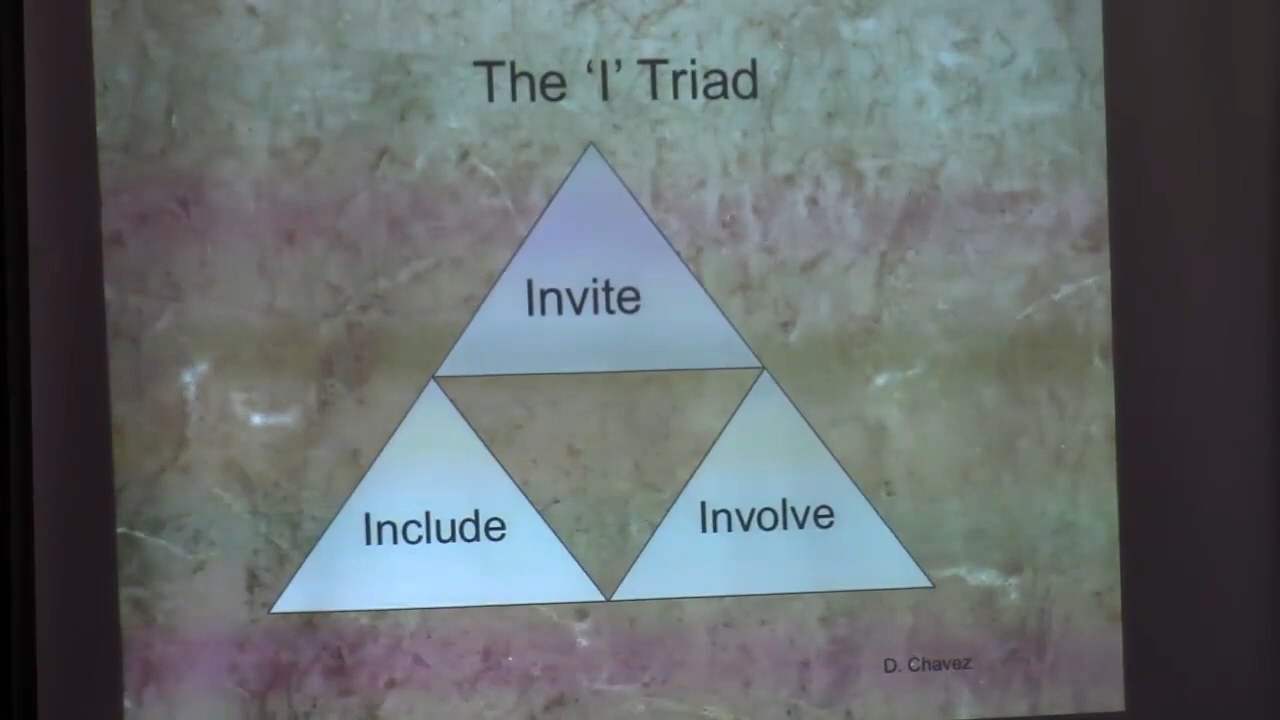 The ‘I’ Triad
Invite
Include
Involve
D. Chavez